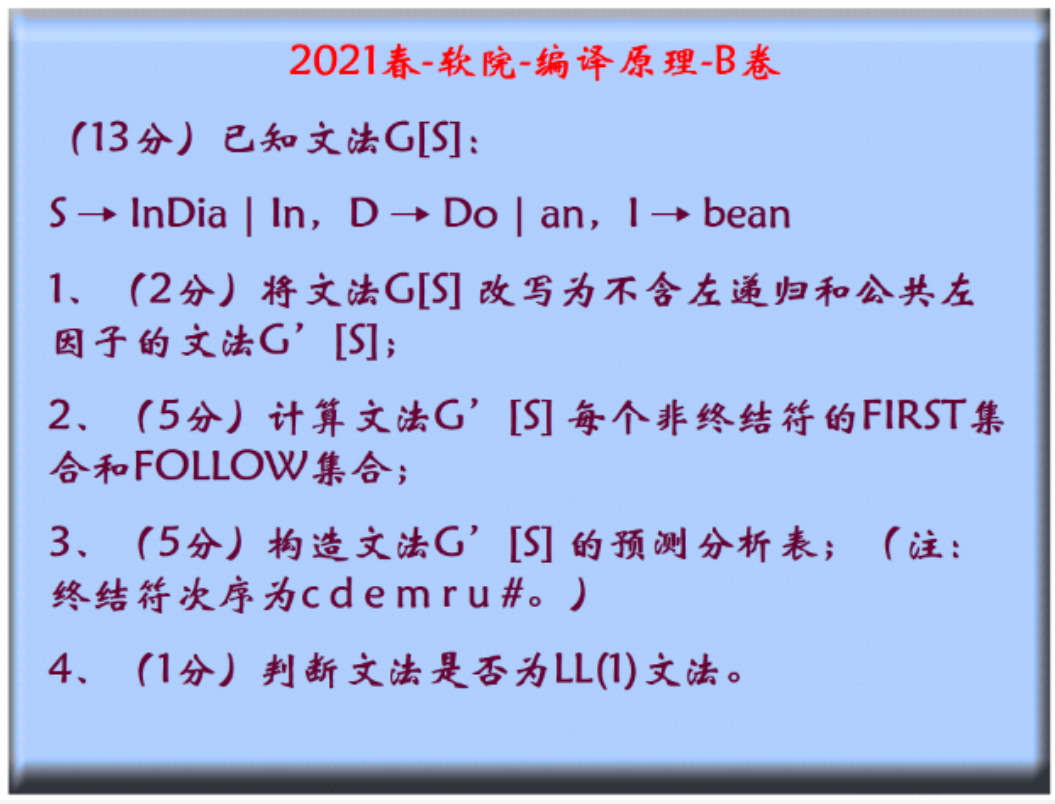 2021春-软院-编译原理-B卷
（13分）已知文法G[S]：
S → InDia | In，D → Do | an，I → bean
1、（2分）将文法G[S] 改写为不含左递归和公共左
因子的文法G’[S]；
2、（5分）计算文法G’[S] 每个非终结符的FIRST集
合和FOLLOW集合；
3、（5分）构造文法G’[S] 的预测分析表；（注：
终结符次序为c d e m r u #。）
4、（1分）判断文法是否为LL(1)文法。